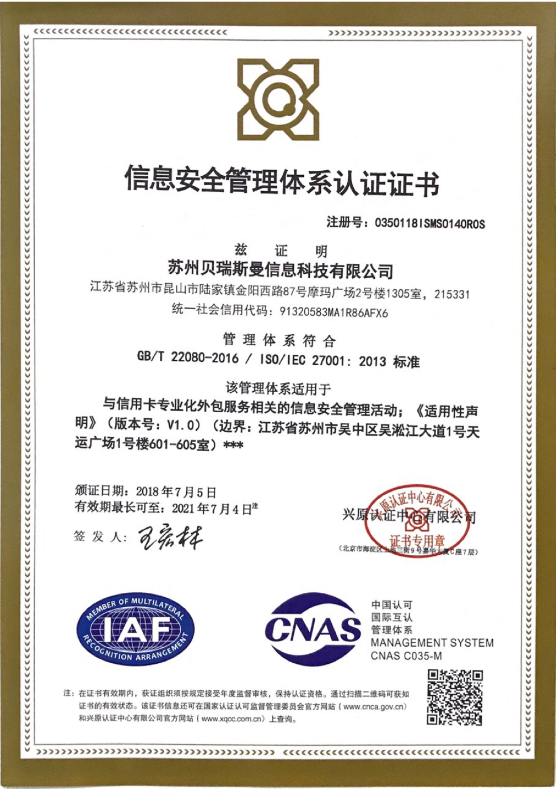 信息安全管理体系认证证书
注册号：0350118ISMS0140R0S
兹 证 明
苏州贝瑞斯曼信息科技有限公司
江苏省苏州市昆山市陆家镇金阳西路87号摩玛广场2号楼1305室，215331
统一社会信用代码：91320583MA1R86AFX6
管理体系符合
GB/T 22080-2016 / ISO/IEC 27001: 2013 标准
该管理体系适用于
与信用卡专业化外包服务相关的信息安全管理活动；《适用性声
明》（版本号：V1.0）（边界：江苏省苏州市吴中区吴淞江大道1号天
运广场1号楼601-605室）***
颁证日期：2018年7月5日
有效期最长可至：2021年7月4日注
签 发 人：
兴原认证中心有限公司
兴原认证中心有限公司
证书专用章
MEMBER OF MULTILATERAL
IAF
RECOGNITION ARRANGEMENT
CNAS
中国认可
国际互认
管理体系
MANAGEMENT SYSTEM
CNAS C035-M
注：在证书有效期内，获证组织须按规定接受年度监督审核，保持认证资格。通过扫描二维码可获知
证书的有效状态。该证书信息还可在国家认证认可监督管理委员会官方网站（www.cnca.gov.cn）
和兴原认证中心有限公司官方网站（www.xqcc.com.cn）上查询。